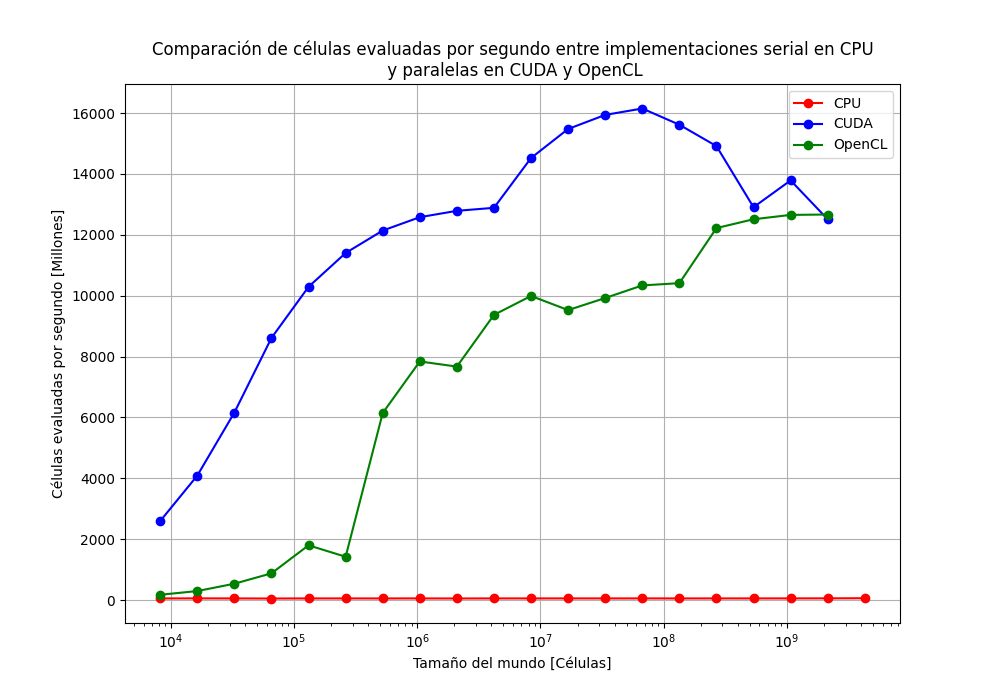 Comparación de células evaluadas por segundo entre implementaciones serial en CPU
y paralelas en CUDA y OpenCL
CPU
CUDA
OpenCL
Células evaluadas por segundo [Millones]
16000
14000
12000
10000
8000
6000
4000
2000
0
10⁴ 10⁵ 10⁶ 10⁷ 10⁸ 10⁹
Tamaño del mundo [Células]